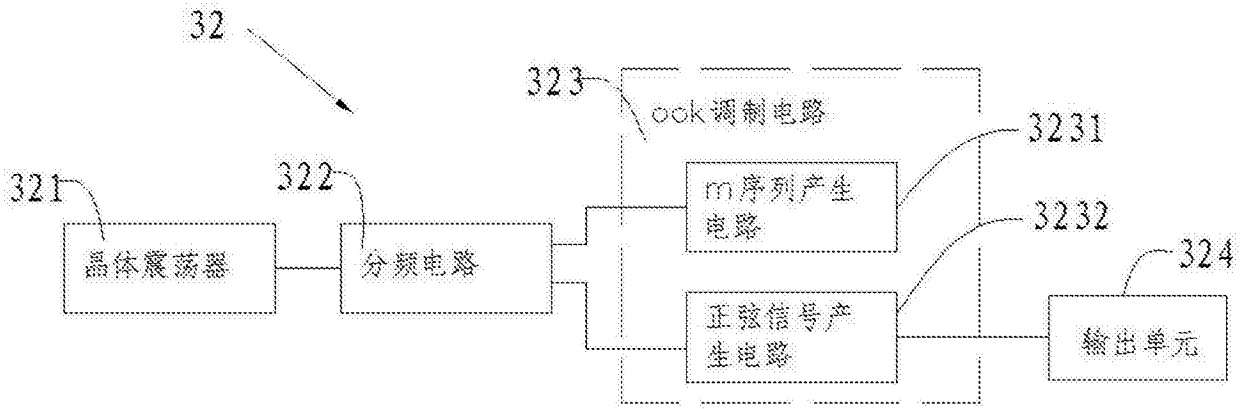 32
323
ook调制电路
3231
321
322
m序列产生
电路
3232
晶体震荡器
分频电路
324
正弦信号产
生电路
输出单元